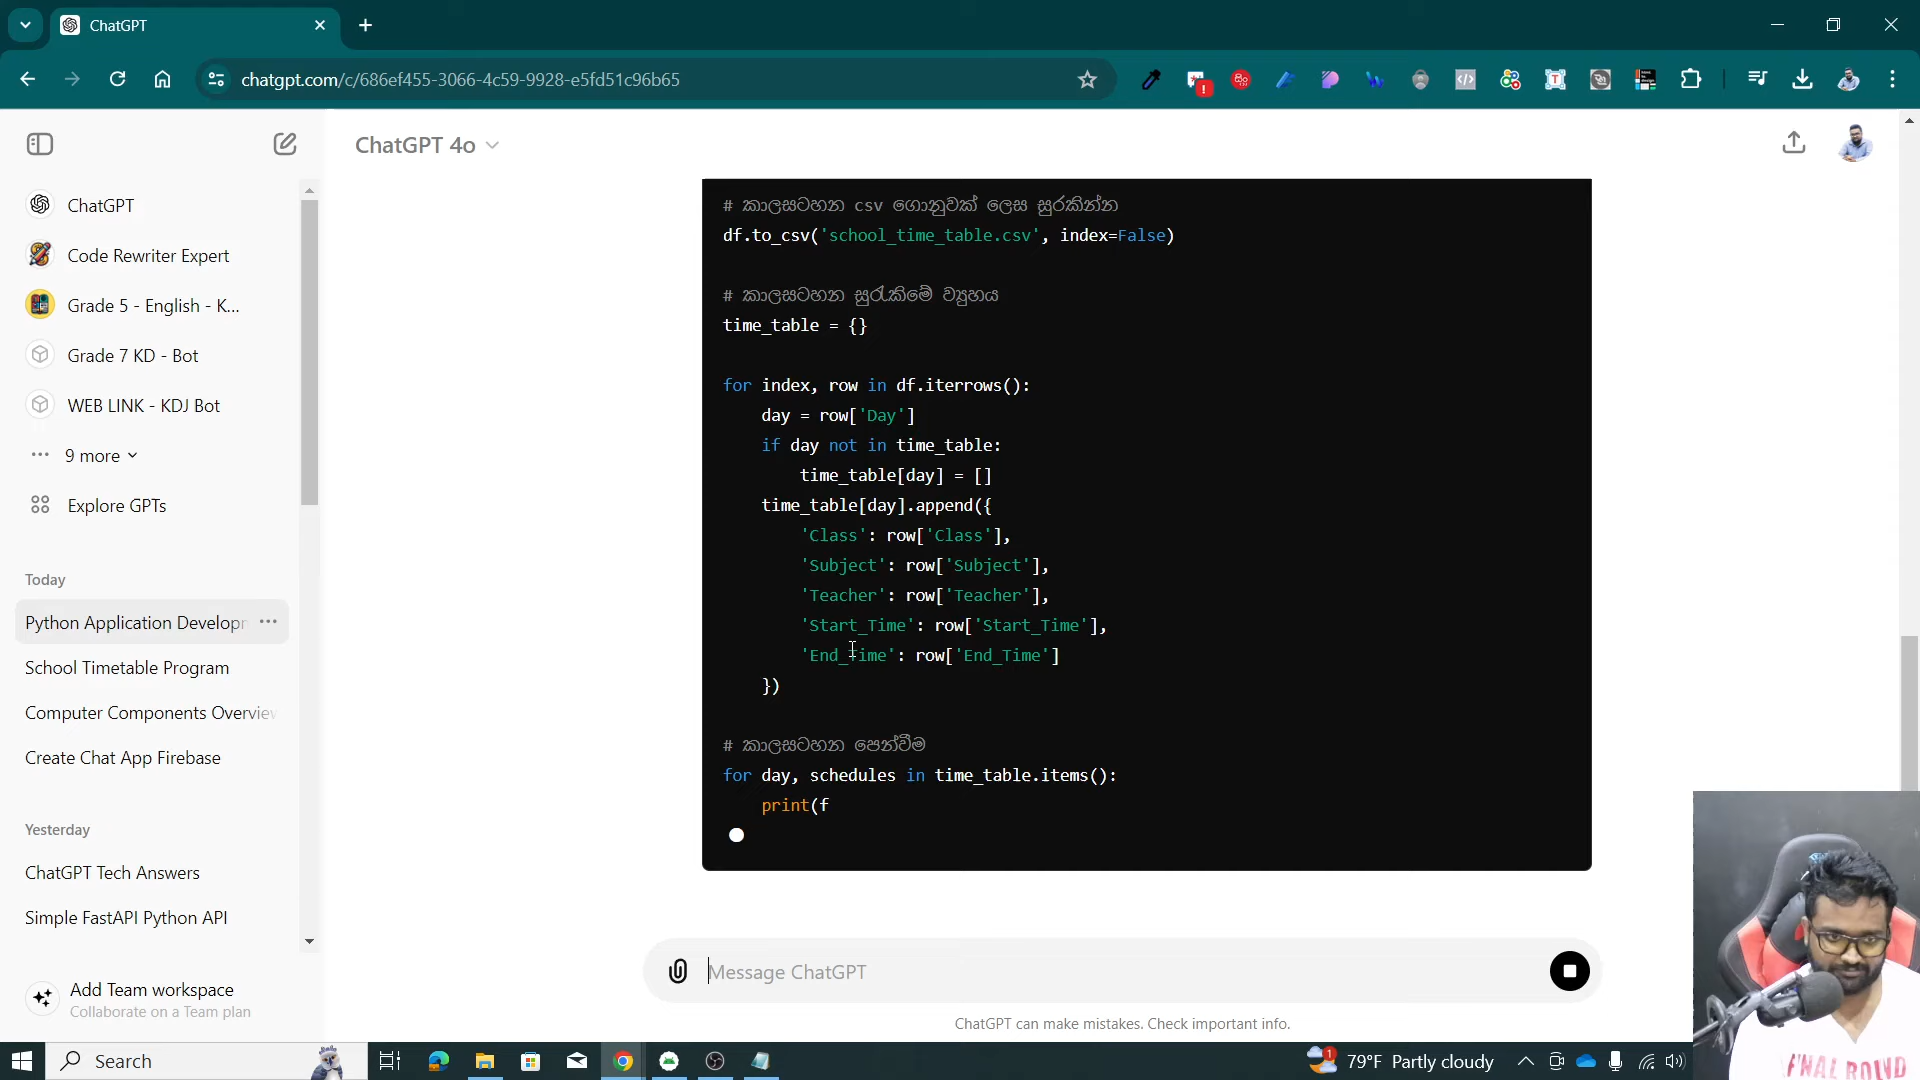 ChatGPT
chatgpt.com/c/686ef455-3066-4c59-9928-e5fd51c96b65
ChatGPT 4o
ChatGPT
Code Rewriter Expert
Grade 5 - English - K...
Grade 7 KD - Bot
WEB LINK - KDJ Bot
9 more
Explore GPTs
Today
Python Application Developm
School Timetable Program
Computer Components Overview
Create Chat App Firebase
Yesterday
ChatGPT Tech Answers
Simple FastAPI Python API
Add Team workspace
Collaborate on a Team plan
# කාලසටහන csv ගොනුවක් ලෙස සුරකින්න
df.to_csv('school_time_table.csv', index=False)
# කාලසටහන සුරැකිමේ ව්‍යුහය
time_table = {}
for index, row in df.iterrows():
day = row['Day']
if day not in time_table:
time_table[day] = []
time_table[day].append({
'Class': row['Class'],
'Subject': row['Subject'],
'Teacher': row['Teacher'],
'Start_Time': row['Start_Time'],
'End_Time': row['End_Time']
})
# කාලසටහන පෙන්වීම
for day, schedules in time_table.items():
print(f
Message ChatGPT
ChatGPT can make mistakes. Check important info.
Search
1
79°F Partly cloudy